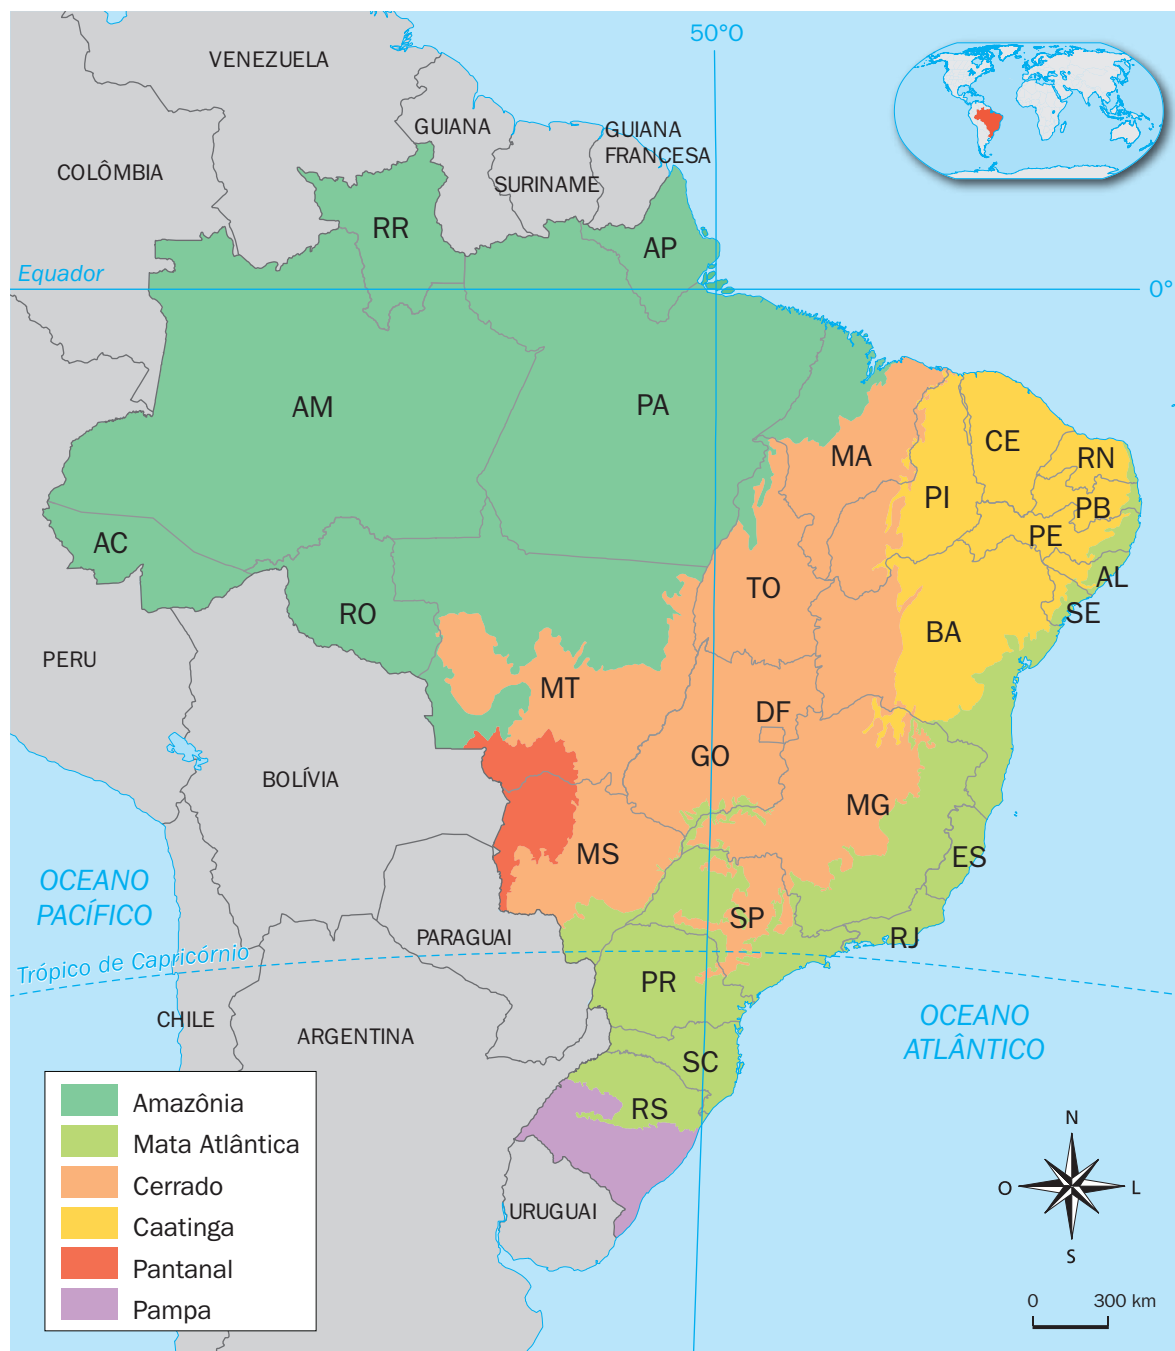 50°O
VENEZUELA
GUIANA
GUIANA
FRANCESA
COLÔMBIA
SURINAME
RR
AP
Equador
0°
AM
PA
CE
MA
RN
PI
PB
PE
AC
AL
TO
RO
SE
BA
PERU
MT
DF
GO
BOLÍVIA
MG
MS
ES
OCEANO
PACÍFICO
SP
RJ
PARAGUAI
Trópico de Capricórnio
PR
CHILE
ARGENTINA
OCEANO
ATLÂNTICO
SC
RS
Amazônia
Mata Atlântica
Cerrado
Caatinga
Pantanal
Pampa
URUGUAI
N
O
L
S
0
300 km